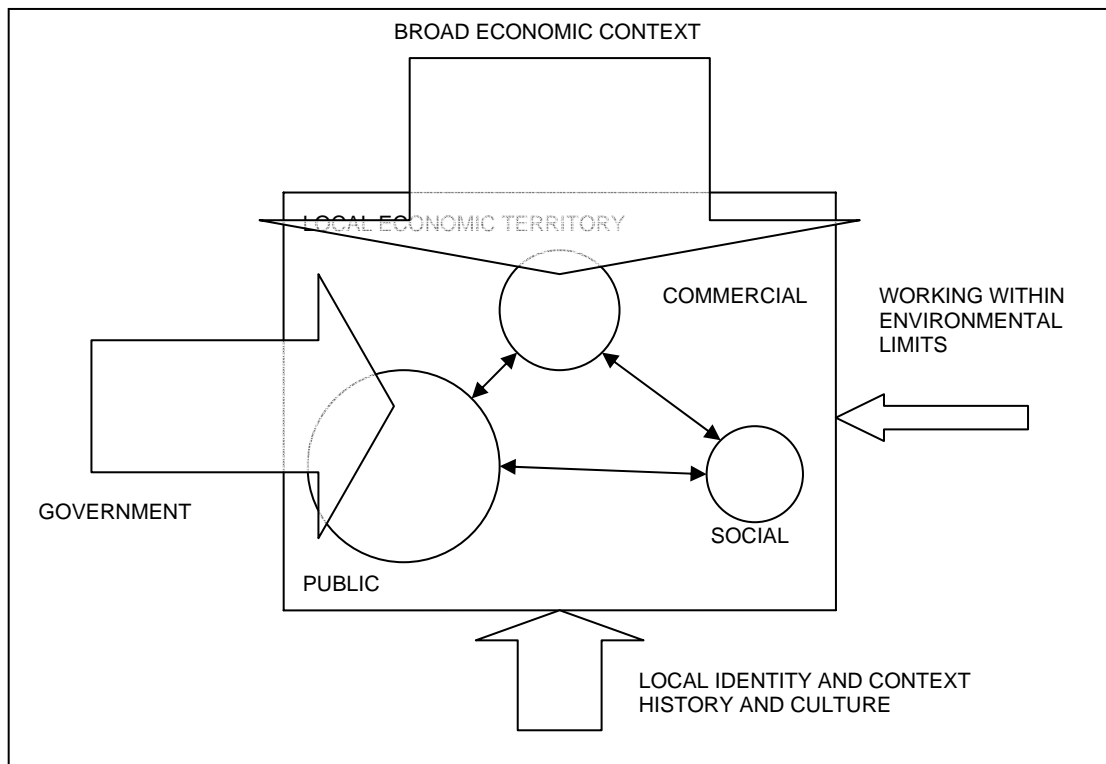 BROAD ECONOMIC CONTEXT
LOCAL ECONOMIC TERRITORY
COMMERCIAL
WORKING WITHIN
ENVIRONMENTAL
LIMITS
GOVERNMENT
SOCIAL
PUBLIC
LOCAL IDENTITY AND CONTEXT
HISTORY AND CULTURE